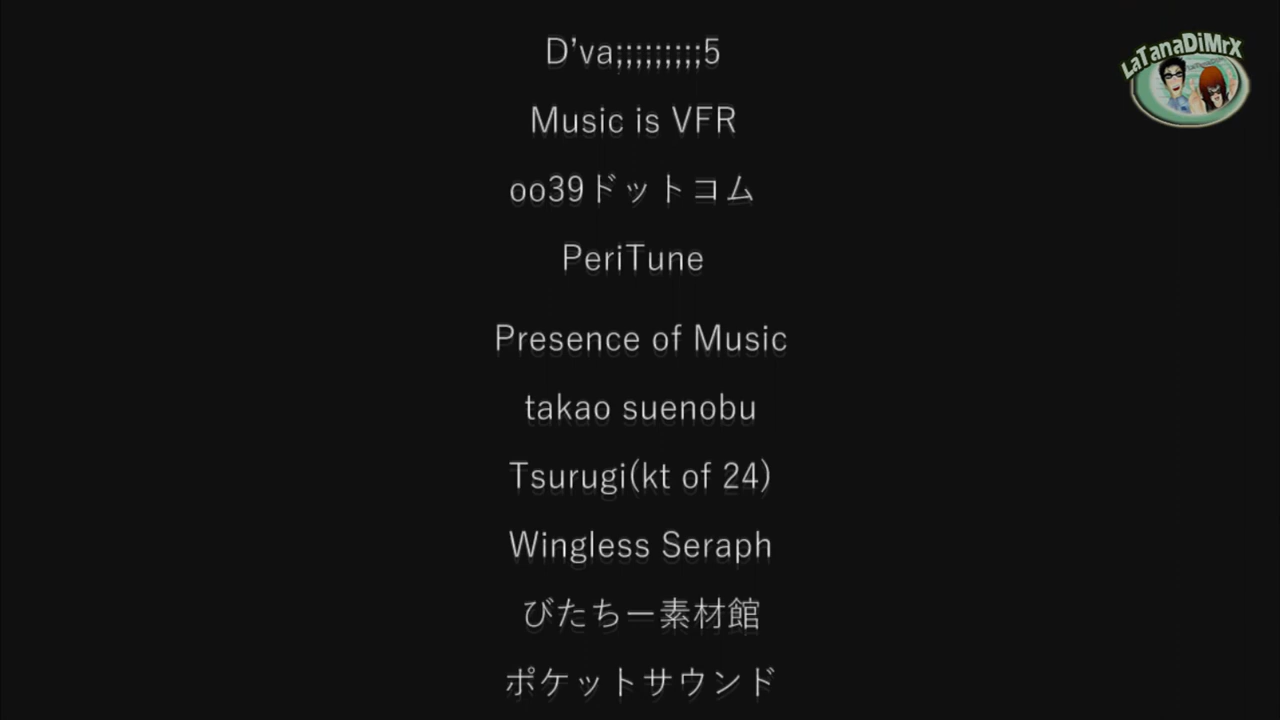 LaTanaDiMrX
D’va;;;;;;;;;5
Music is VFR
oo39ドットコム
PeriTune
Presence of Music
takao suenobu
Tsurugi(kt of 24)
Wingless Seraph
びたちー素材館
ポケットサウンド